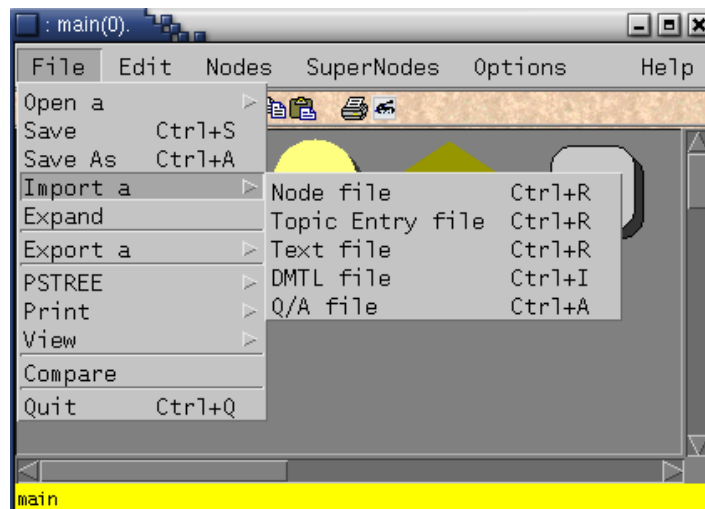 : main(0).
File Edit Nodes SuperNodes Options Help
Open a
Save Ctrl+S
Save As Ctrl+A
Import a
Expand
Export a
PSTREE
Print
View
Compare
Quit Ctrl+Q
Node file Ctrl+R
Topic Entry file Ctrl+R
Text file Ctrl+R
DMTL file Ctrl+I
Q/A file Ctrl+A
main